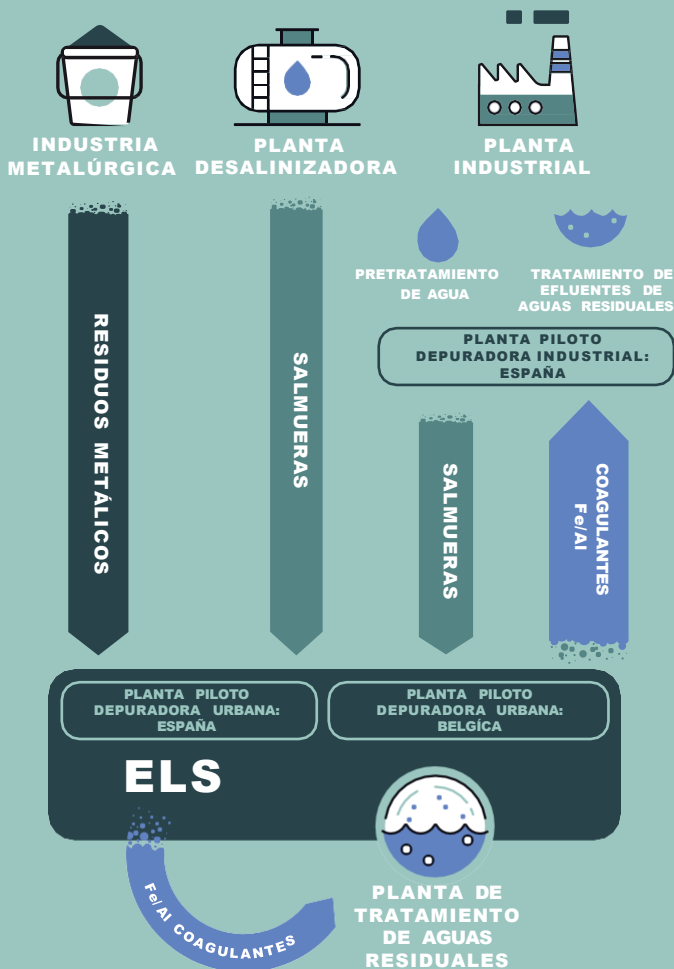 INDUSTRIA
METALÚRGICA
PLANTA
DESALINIZADORA
PLANTA
INDUSTRIAL
PRETRATAMIENTO
DE AGUA
TRATAMIENTO DE
EFLUENTES DE
AGUAS RESIDUALES
PLANTA PILOTO
DEPURADORA INDUSTRIAL:
ESPAÑA
RESIDUOS METÁLICOS
SALMUERAS
SALMUERAS
COAGULANTES
Fe/Al
PLANTA PILOTO
DEPURADORA URBANA:
ESPAÑA
PLANTA PILOTO
DEPURADORA URBANA:
BELGÍCA
ELS
Fe/Al COAGULANTES
PLANTA DE
TRATAMIENTO
DE AGUAS
RESIDUALES